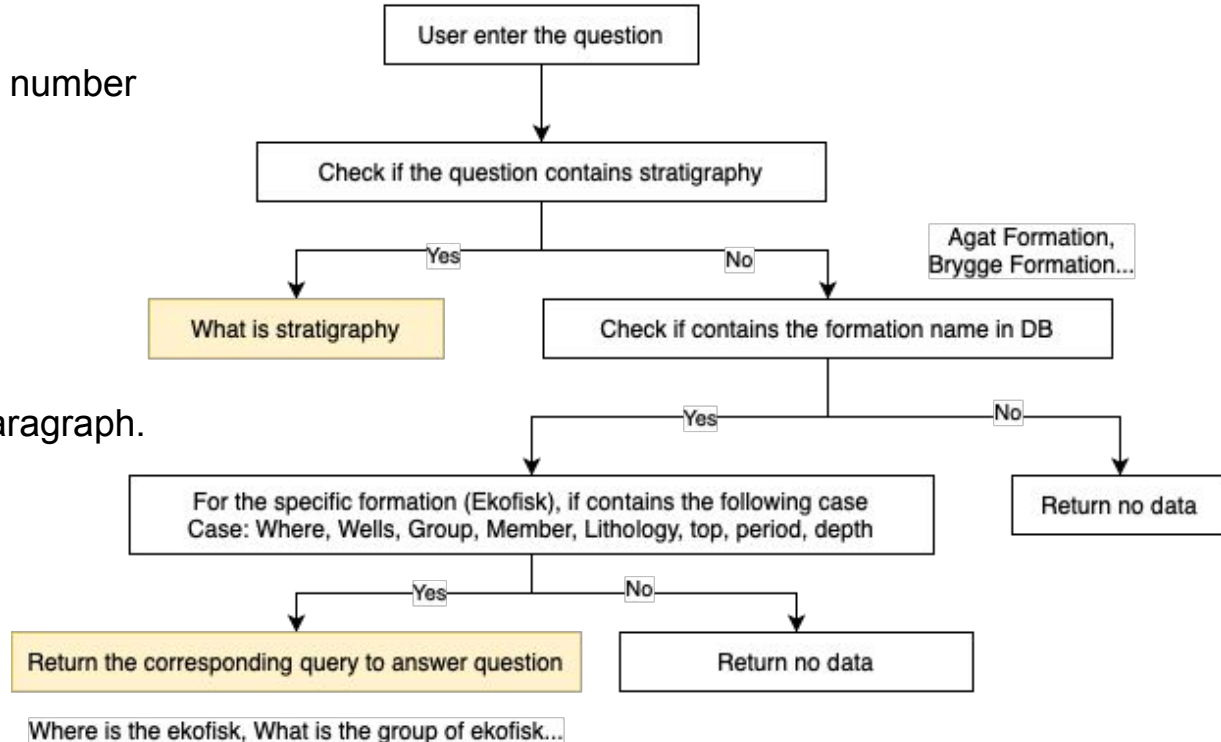 User enter the question
number
Check if the question contains stratigraphy
Yes
No
Agat Formation,
Brygge Formation...
What is stratigraphy
Check if contains the formation name in DB
aragraph.
Yes
No
For the specific formation (Ekofisk), if contains the following case
Case: Where, Wells, Group, Member, Lithology, top, period, depth
Return no data
Yes
No
Return the corresponding query to answer question
Return no data
Where is the ekofisk, What is the group of ekofisk...